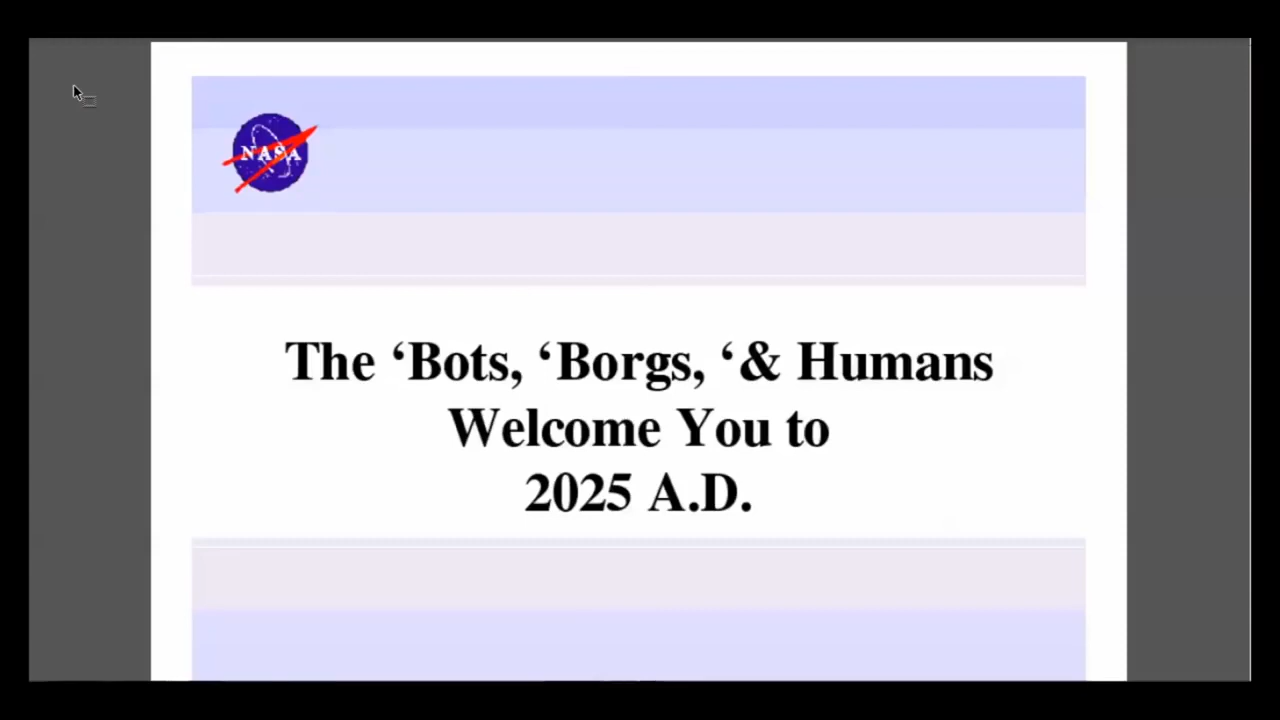 NASA
The ‘Bots, ‘Borgs, ‘& Humans
Welcome You to
2025 A.D.